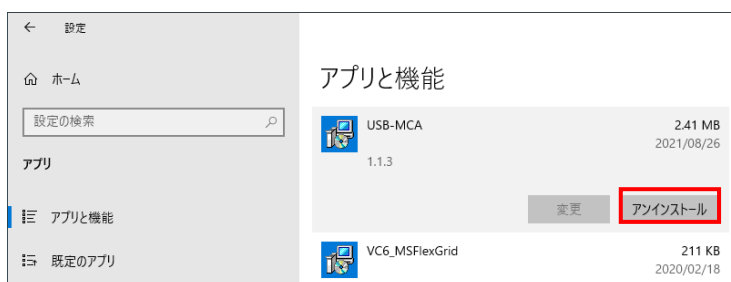 ← 設定
ホーム
設定の検索
アプリ
アプリと機能
既定のアプリ
アプリと機能
USB-MCA 2.41 MB
2021/08/26
1.1.3
変更 アンインストール
VC6_MSFlexGrid 211 KB
2020/02/18